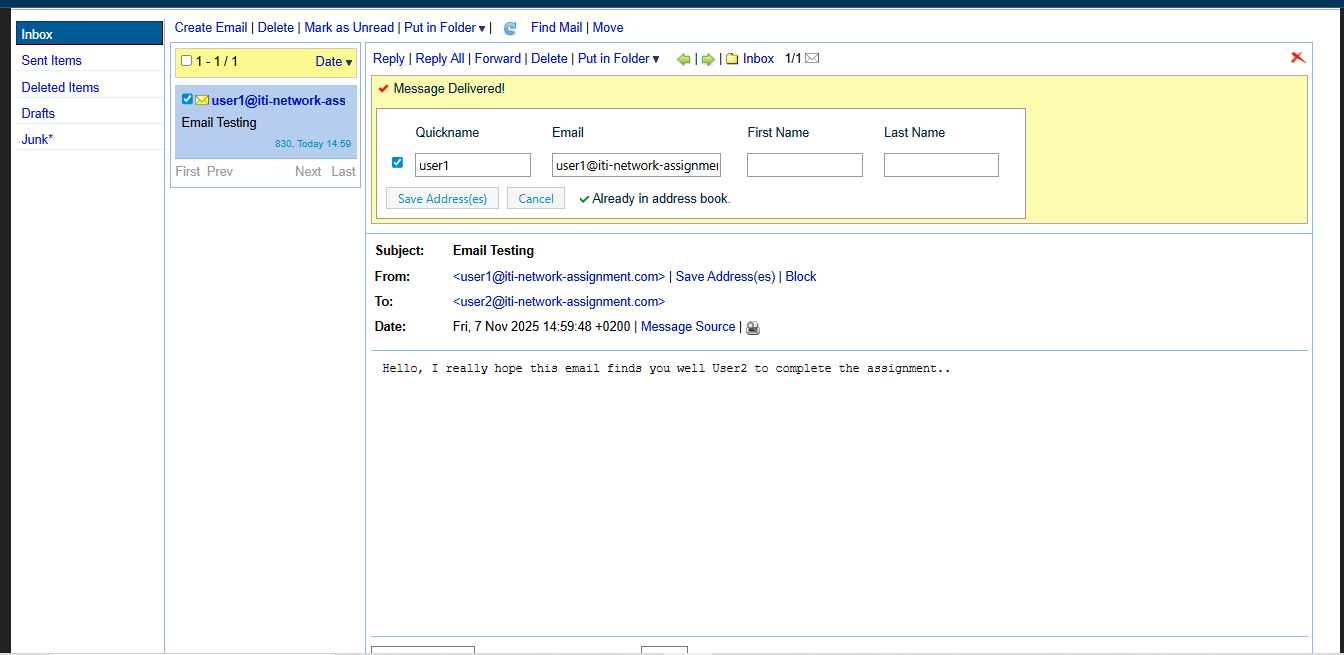 Inbox
Sent Items
Deleted Items
Drafts
Junk*
Create Email | Delete | Mark as Unread | Put in Folder ▾ | Find Mail | Move
1 - 1 / 1 Date ▾
user1@iti-network-ass
Email Testing
830, Today 14:59
First Prev Next Last
Reply | Reply All | Forward | Delete | Put in Folder ▾ | | Inbox 1/1
Message Delivered!
Quickname Email First Name Last Name
user1 user1@iti-network-assignmen
Save Address(es) Cancel Already in address book.
Subject: Email Testing
From: <user1@iti-network-assignment.com> | Save Address(es) | Block
To: <user2@iti-network-assignment.com>
Date: Fri, 7 Nov 2025 14:59:48 +0200 | Message Source |
Hello, I really hope this email finds you well User2 to complete the assignment..